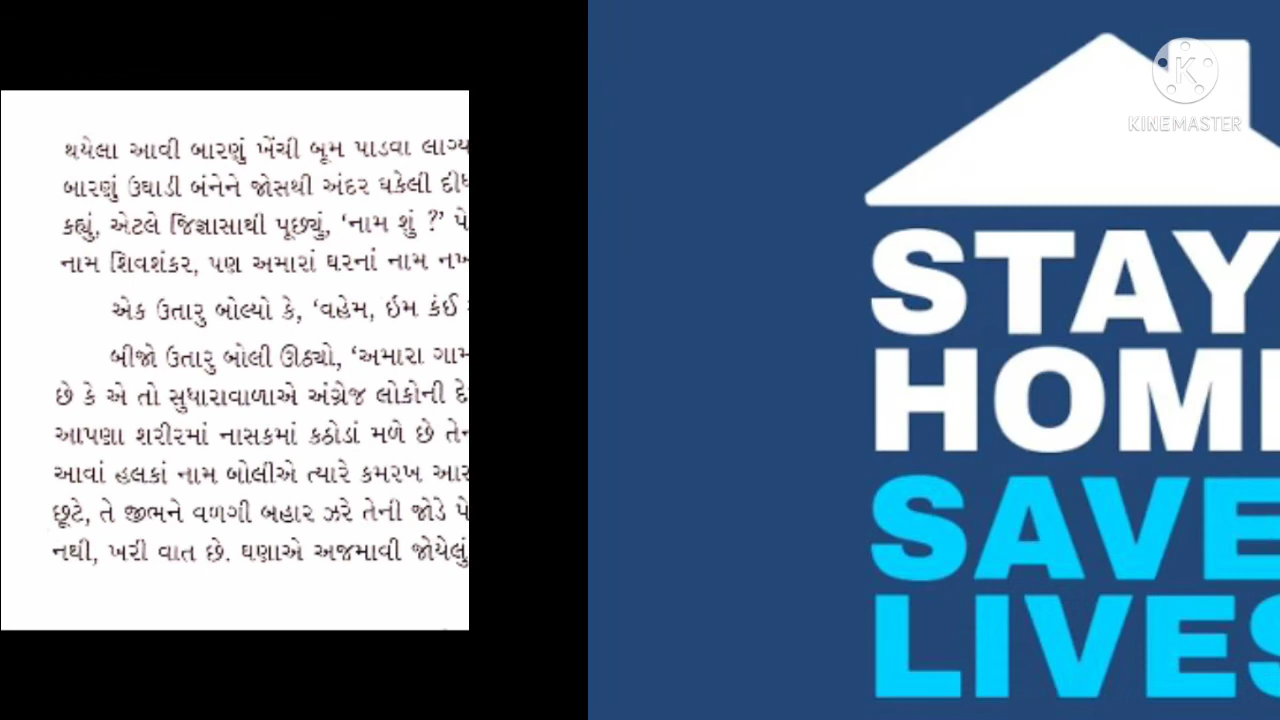 થયેલા આવી બારણું ખેંચી બૂમ પાડવા
બારણું ઉઘાડી બંનેને જોસથી અંદર ધકેલી
કહ્યું, એટલે જિજ્ઞાસાથી પૂછ્યું, ‘નામ શું ?’
નામ શિવશંકર, પણ અમારાં ઘરનાં નામ
એક ઉતારુ બોલ્યો કે, ‘વહેમ, ઇમ કંઈ
બીજો ઉતારુ બોલી ઊઠ્યો, ‘અમારા
છે કે એ તો સુધારાવાળાએ અંગ્રેજ લોકોની
આપણા શરીરમાં નાસકમાં કઠોડાં મળે છે
આવાં હલકાં નામ બોલીએ ત્યારે કમરખ
છૂટે, તે જીભને વળગી બહાર ઝરે તેની જોડે
નથી, ખરી વાત છે. ઘણાએ અજમાવી જોયેલું
KINEMASTER
STAY
HOME
SAVE
LIVES